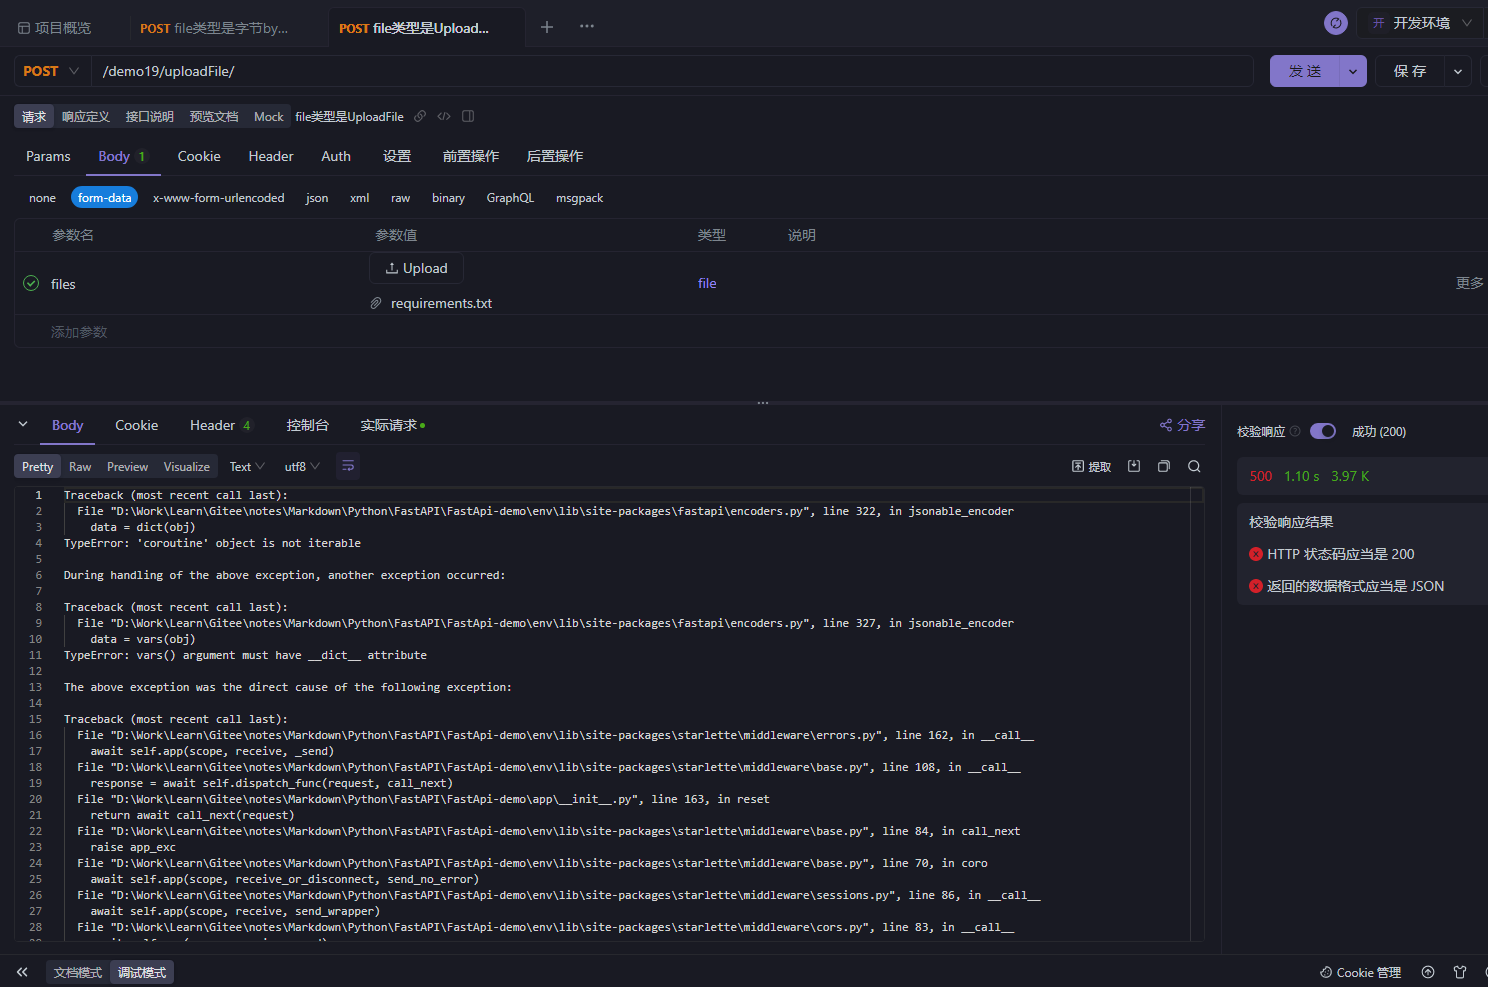 项目概览
POST file类型是字节by...
POST file类型是Upload...
开 开发环境
POST /demo19/uploadFile/
发 送
保 存
请求 响应定义 接口说明 预览文档 Mock file类型是UploadFile
Params Body 1 Cookie Header Auth 设置 前置操作 后置操作
none form-data x-www-form-urlencoded json xml raw binary GraphQL msgpack
参数名 参数值 类型 说明
Upload
files file 更多
requirements.txt
添加参数
Body Cookie Header 4 控制台 实际请求 分享
校验响应 成功 (200)
Pretty Raw Preview Visualize Text utf8 提取
500 1.10 s 3.97 K
校验响应结果
HTTP 状态码应当是 200
返回的数据格式应当是 JSON
1 Traceback (most recent call last):
2 File "D:\Work\Learn\Gitee\notes\Markdown\Python\FastAPI\FastApi-demo\env\lib\site-packages\fastapi\encoders.py", line 322, in jsonable_encoder
3 data = dict(obj)
4 TypeError: 'coroutine' object is not iterable
5
6 During handling of the above exception, another exception occurred:
7
8 Traceback (most recent call last):
9 File "D:\Work\Learn\Gitee\notes\Markdown\Python\FastAPI\FastApi-demo\env\lib\site-packages\fastapi\encoders.py", line 327, in jsonable_encoder
10 data = vars(obj)
11 TypeError: vars() argument must have __dict__ attribute
12
13 The above exception was the direct cause of the following exception:
14
15 Traceback (most recent call last):
16 File "D:\Work\Learn\Gitee\notes\Markdown\Python\FastAPI\FastApi-demo\env\lib\site-packages\starlette\middleware\errors.py", line 162, in __call__
17 await self.app(scope, receive, _send)
18 File "D:\Work\Learn\Gitee\notes\Markdown\Python\FastAPI\FastApi-demo\env\lib\site-packages\starlette\middleware\base.py", line 108, in __call__
19 response = await self.dispatch_func(request, call_next)
20 File "D:\Work\Learn\Gitee\notes\Markdown\Python\FastAPI\FastApi-demo\app\__init__.py", line 163, in reset
21 return await call_next(request)
22 File "D:\Work\Learn\Gitee\notes\Markdown\Python\FastAPI\FastApi-demo\env\lib\site-packages\starlette\middleware\base.py", line 84, in call_next
23 raise app_exc
24 File "D:\Work\Learn\Gitee\notes\Markdown\Python\FastAPI\FastApi-demo\env\lib\site-packages\starlette\middleware\base.py", line 70, in coro
25 await self.app(scope, receive_or_disconnect, send_no_error)
26 File "D:\Work\Learn\Gitee\notes\Markdown\Python\FastAPI\FastApi-demo\env\lib\site-packages\starlette\middleware\sessions.py", line 86, in __call__
27 await self.app(scope, receive, send_wrapper)
28 File "D:\Work\Learn\Gitee\notes\Markdown\Python\FastAPI\FastApi-demo\env\lib\site-packages\starlette\middleware\cors.py", line 83, in __call__
文档模式 调试模式
Cookie 管理